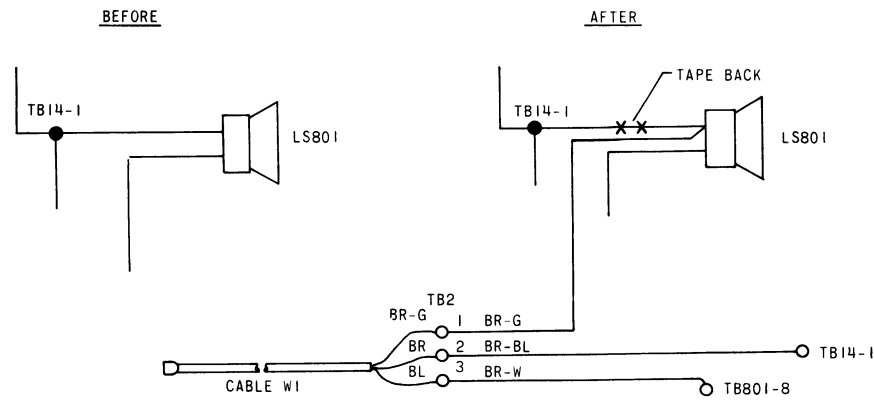 BEFORE
AFTER
TAPE BACK
TB14-1
LS801
TB14-1
LS801
TB2
BR-G 1 BR-G
BR 2 BR-BL
TB14-1
BL 3 BR-W
TB801-8
CABLE W1